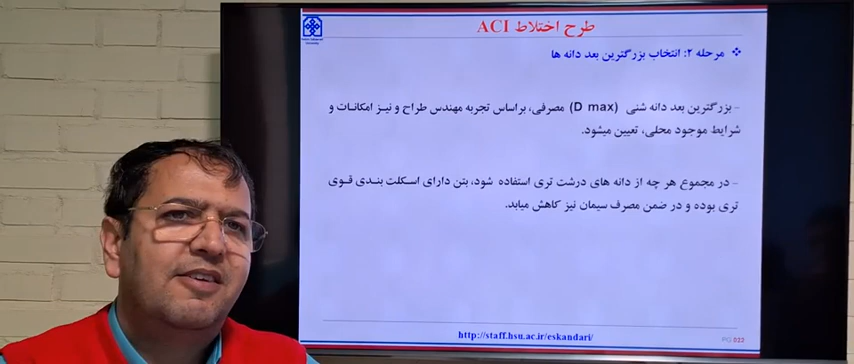 طرح اختلاط ACI
❖ مرحله ۲: انتخاب بزرگترین بعد دانه ها
- بزرگترین بعد دانه شنی (D max) مصرفی، براساس تجربه مهندس طراح و نیز امکانات و
شرایط موجود محلی، تعیین میشود.
- در مجموع هر چه از دانه های درشت تری استفاده شود، بتن دارای اسکلت بندی قوی
تری بوده و در ضمن مصرف سیمان نیز کاهش میابد.
http://staff.hsu.ac.ir/eskandari/